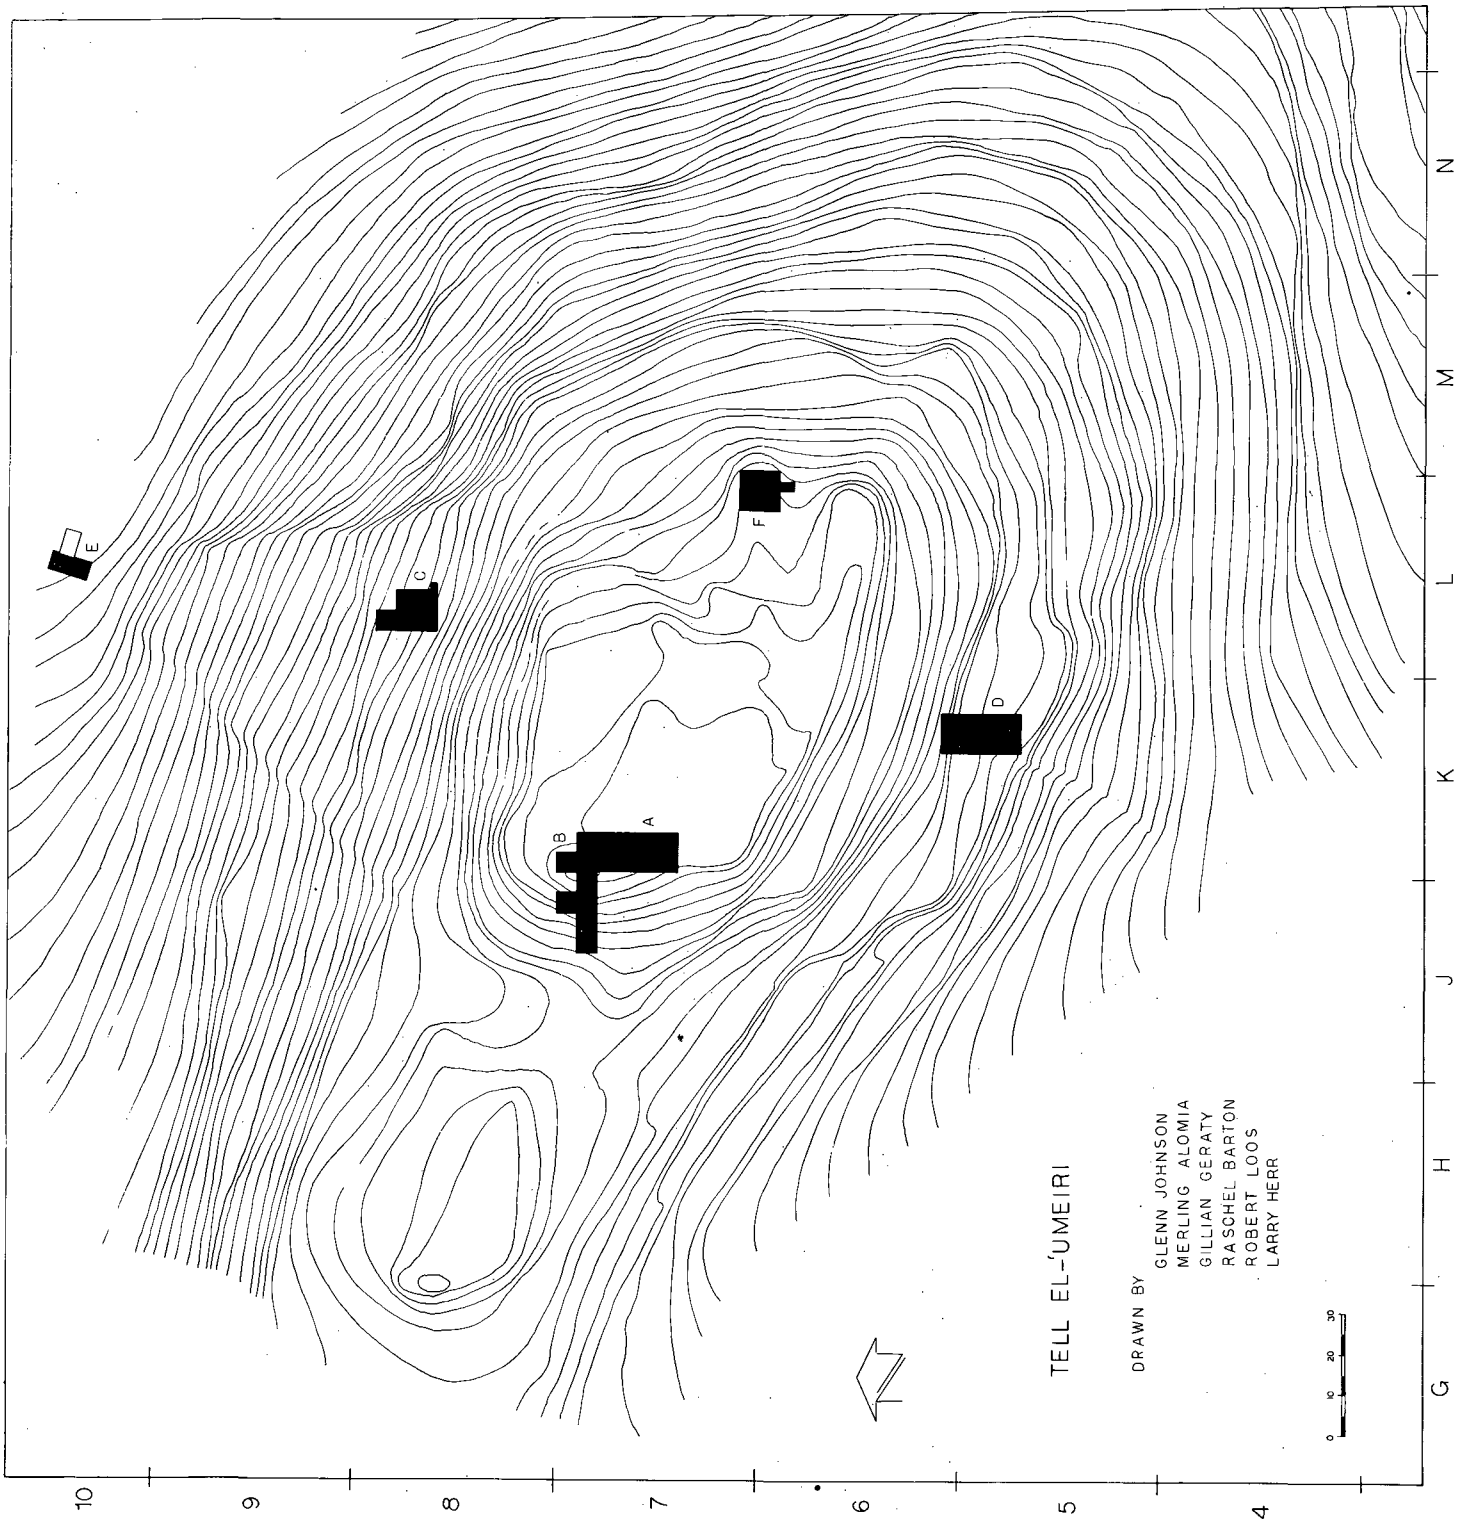 TELL EL-'UMEIRI
DRAWN BY
GLENN JOHNSON
MERLING ALOMIA
GILLIAN GERATY
RASCHEL BARTON
ROBERT LOOS
LARRY HERR
0 10 20 30
G H J K L M N
10
9
8
7
6
5
4
E
C
F
D
B
A